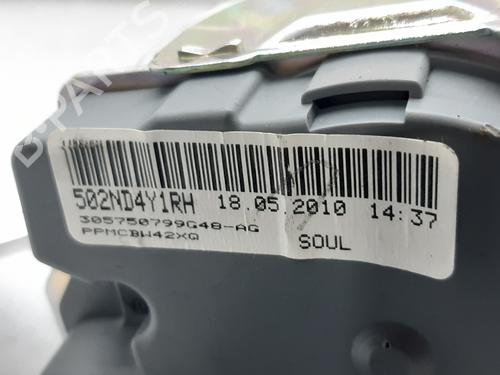 B-PARTS
502ND4Y1RH 18.05.2010 14:37
305750799G48-AG
PPMCBW42XQ SOUL